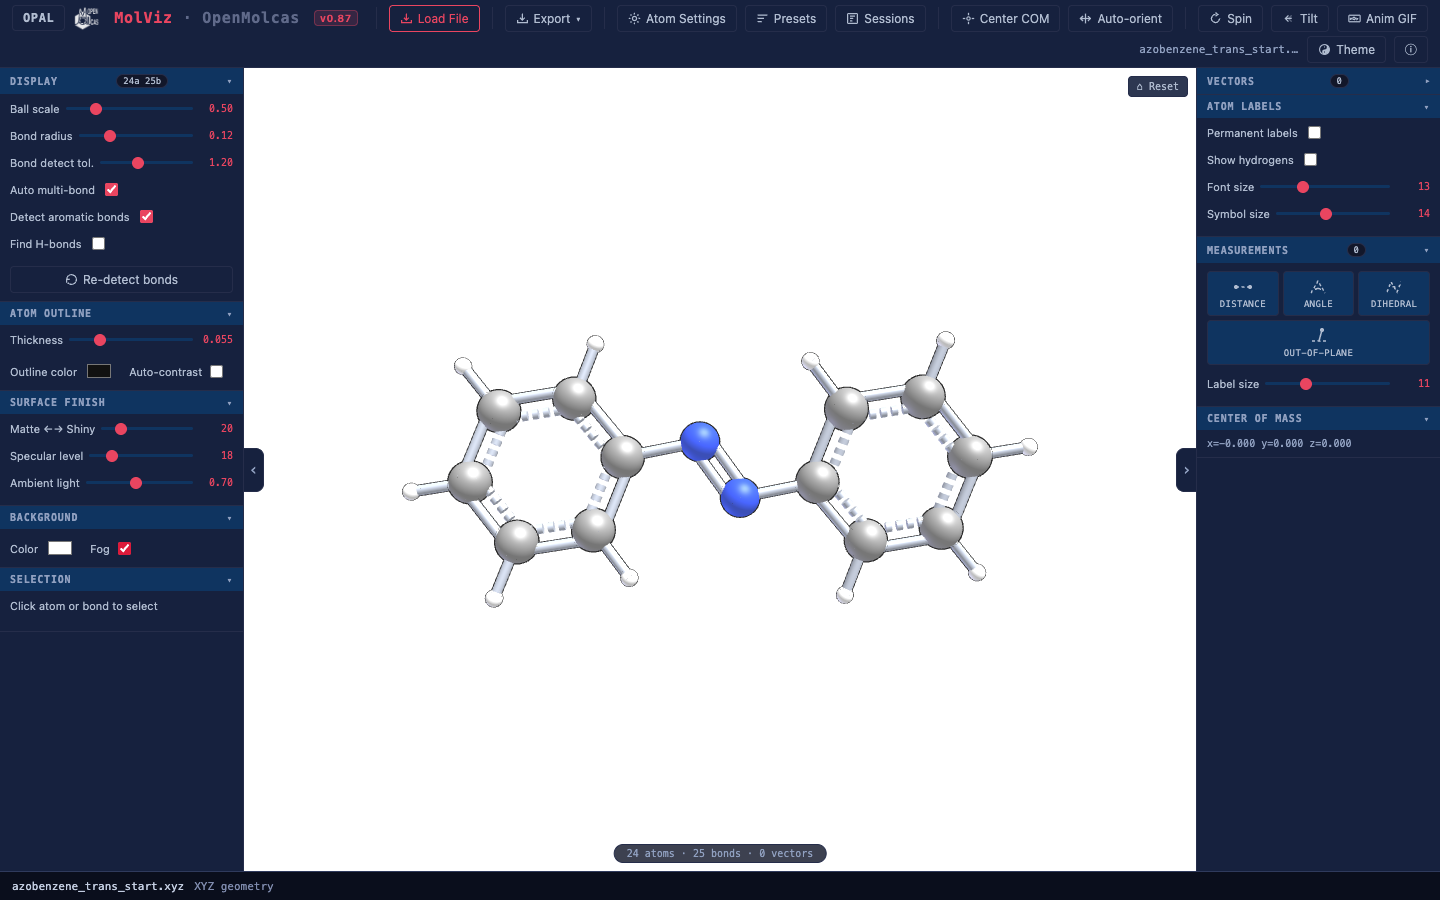 OPAL MolViz · OpenMolcas v0.87 Load File Export ▾ Atom Settings Presets Sessions Center COM Auto-orient Spin Tilt Anim GIF
azobenzene_trans_start.… Theme
DISPLAY 24a 25b
Ball scale 0.50
Bond radius 0.12
Bond detect tol. 1.20
Auto multi-bond
Detect aromatic bonds
Find H-bonds
Re-detect bonds
ATOM OUTLINE
Thickness 0.055
Outline color Auto-contrast
SURFACE FINISH
Matte ↔ Shiny 20
Specular level 18
Ambient light 0.70
BACKGROUND
Color Fog
SELECTION
Click atom or bond to select
⌂ Reset
24 atoms · 25 bonds · 0 vectors
VECTORS 0
ATOM LABELS
Permanent labels
Show hydrogens
Font size 13
Symbol size 14
MEASUREMENTS 0
DISTANCE ANGLE DIHEDRAL
OUT-OF-PLANE
Label size 11
CENTER OF MASS
x=−0.000 y=0.000 z=0.000
azobenzene_trans_start.xyz XYZ geometry